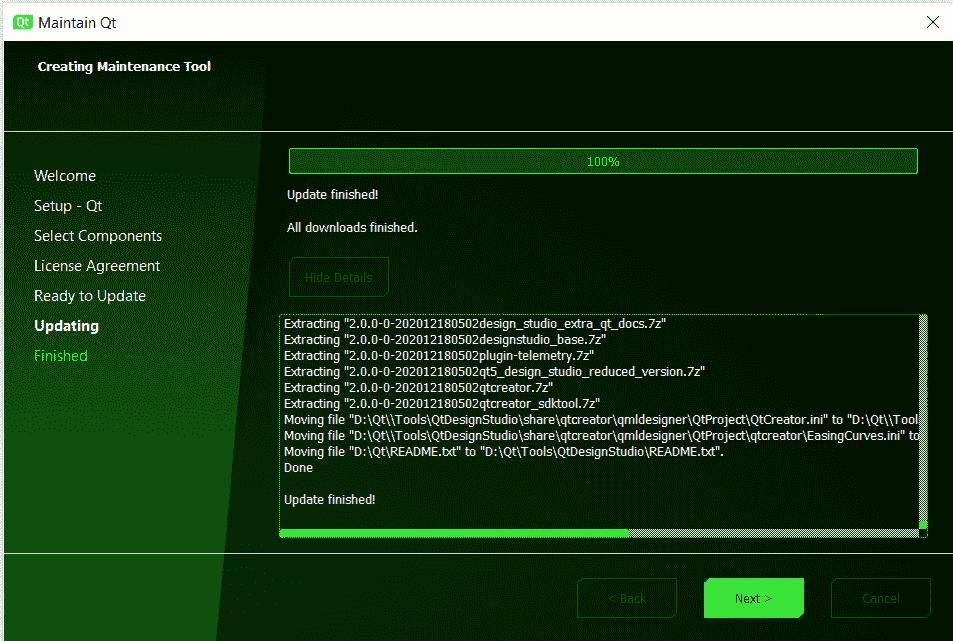 Qt Maintain Qt
Creating Maintenance Tool
Welcome
Setup - Qt
Select Components
License Agreement
Ready to Update
Updating
Finished
100%
Update finished!
All downloads finished.
Hide Details
Extracting "2.0.0-0-202012180502design_studio_extra_qt_docs.7z"
Extracting "2.0.0-0-202012180502designstudio_base.7z"
Extracting "2.0.0-0-202012180502plugin-telemetry.7z"
Extracting "2.0.0-0-202012180502qt5_design_studio_reduced_version.7z"
Extracting "2.0.0-0-202012180502qtcreator.7z"
Extracting "2.0.0-0-202012180502qtcreator_sdktool.7z"
Moving file "D:\Qt\\Tools\QtDesignStudio\share\qtcreator\qmldesigner\QtProject\QtCreator.ini" to "D:\Qt\\Tool
Moving file "D:\Qt\\Tools\QtDesignStudio\share\qtcreator\qmldesigner\QtProject\qtcreator\EasingCurves.ini" to
Moving file "D:\Qt\README.txt" to "D:\Qt\Tools\QtDesignStudio\README.txt".
Done
Update finished!
< Back
Next >
Cancel